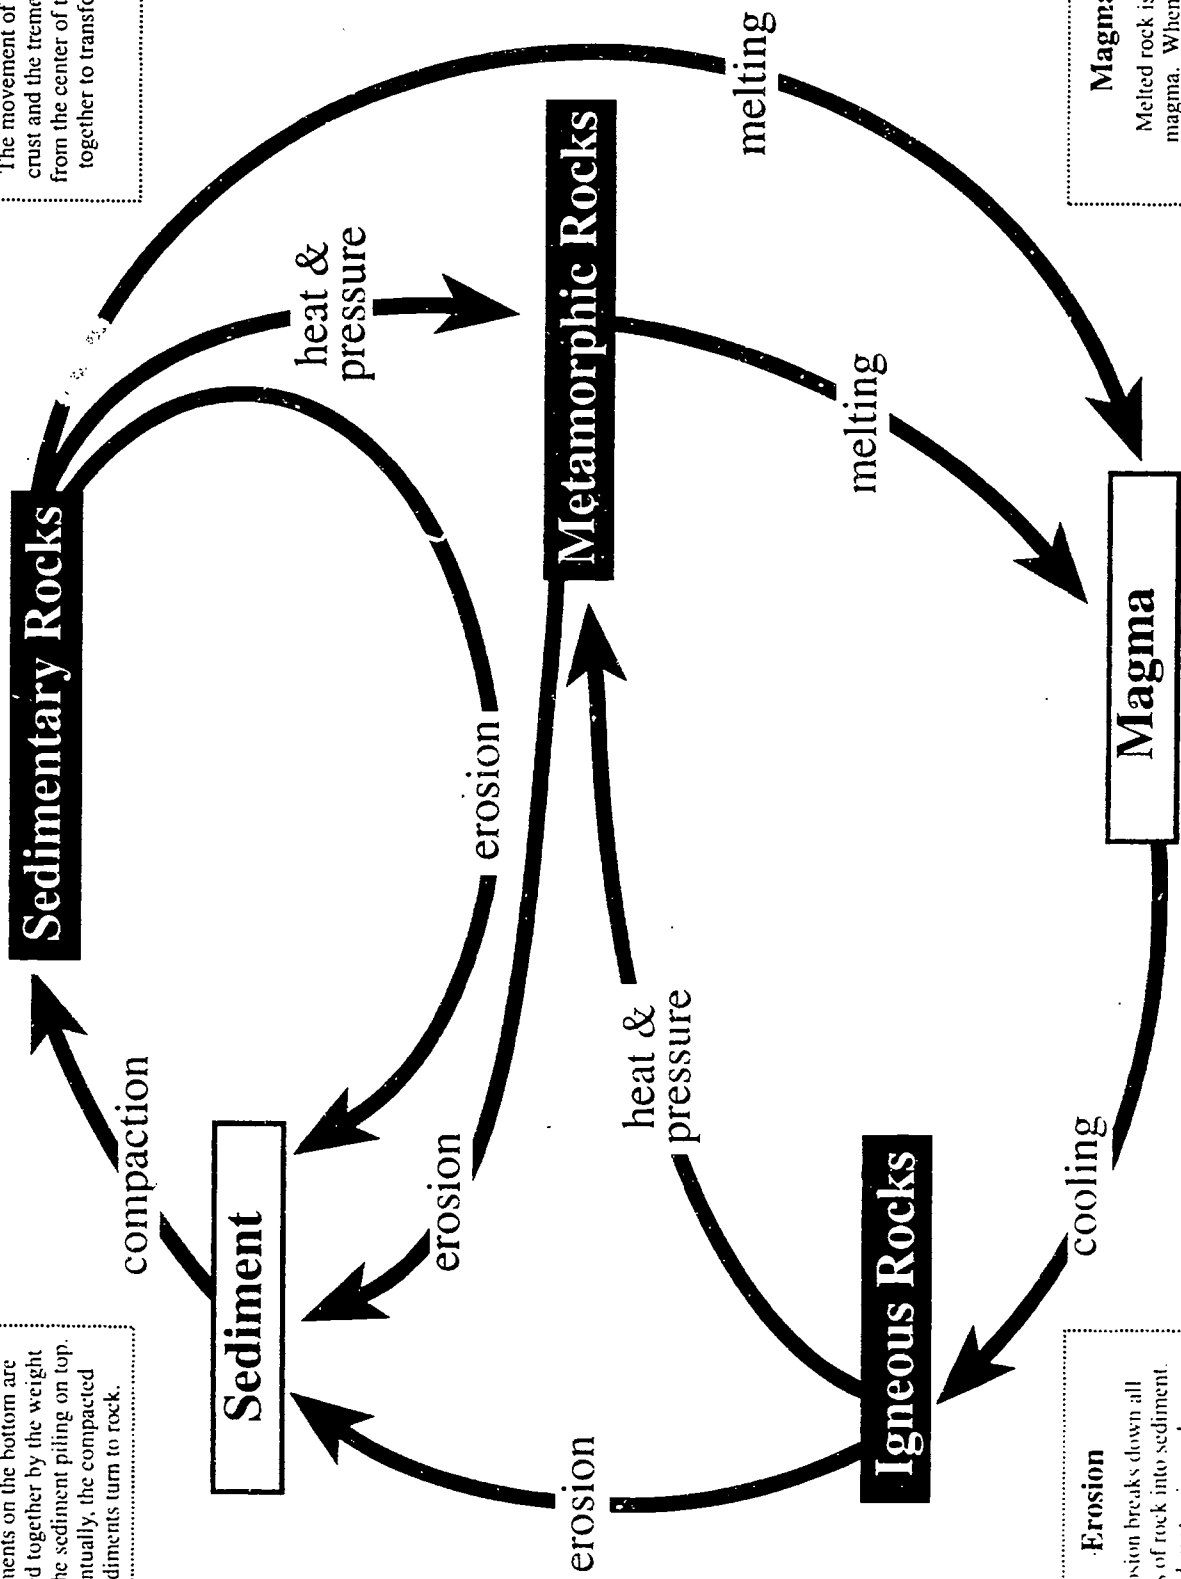 ments on the bottom are
d together by the weight
he sediment piling on top.
ntually, the compacted
diments turn to rock.
The movement of
crust and the treme
from the center of t
together to transfo
Sedimentary Rocks
compaction
heat &
pressure
Sediment
erosion
erosion
Metamorphic Rocks
erosion
heat &
pressure
melting
melting
Igneous Rocks
cooling
Magma
Erosion
sion breaks down all
s of rock into sediment.
Magma
Melted rock is
magma. When